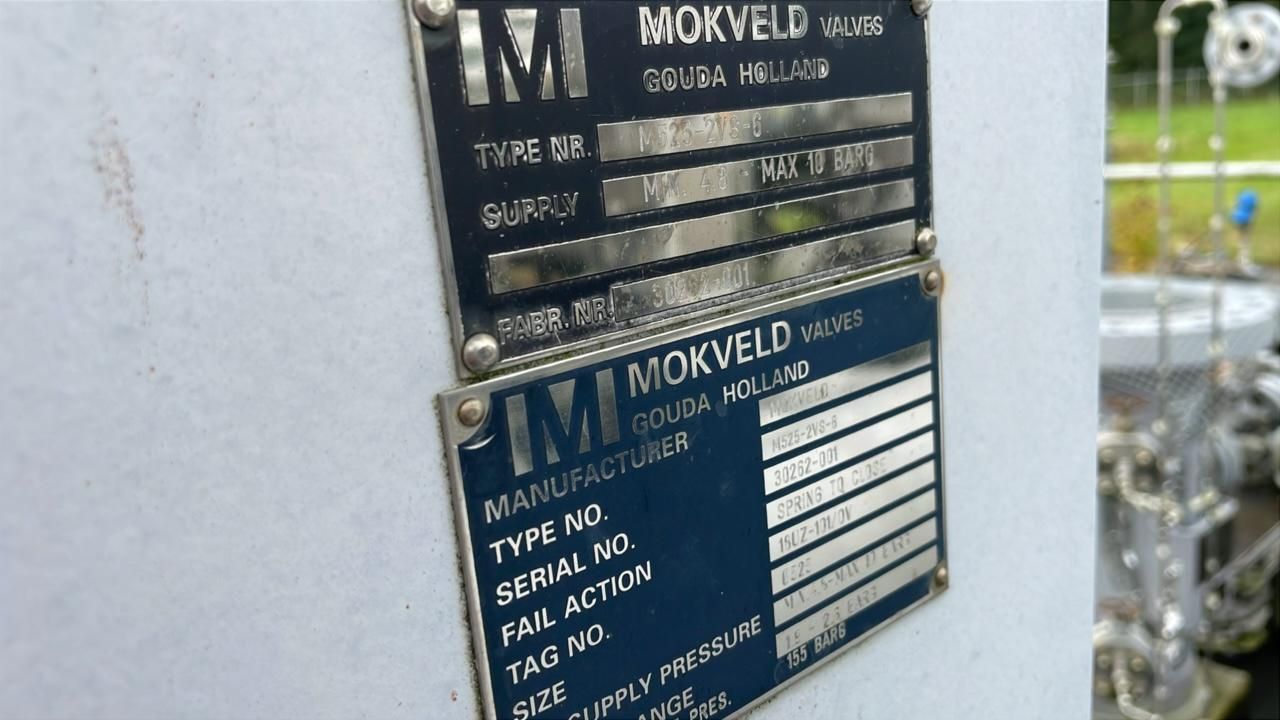 M MOKVELD VALVES
GOUDA HOLLAND
TYPE NR. M525-2VS-6
SUPPLY MIN. 4.8 - MAX 10 BARG
FABR. NR. 30262-001
M MOKVELD VALVES
GOUDA HOLLAND
MANUFACTURER MOKVELD
TYPE NO. M525-2VS-6
SERIAL NO. 30262-001
FAIL ACTION SPRING TO CLOSE
TAG NO.
SIZE
SUPPLY PRESSURE
PRES. 155 BARG